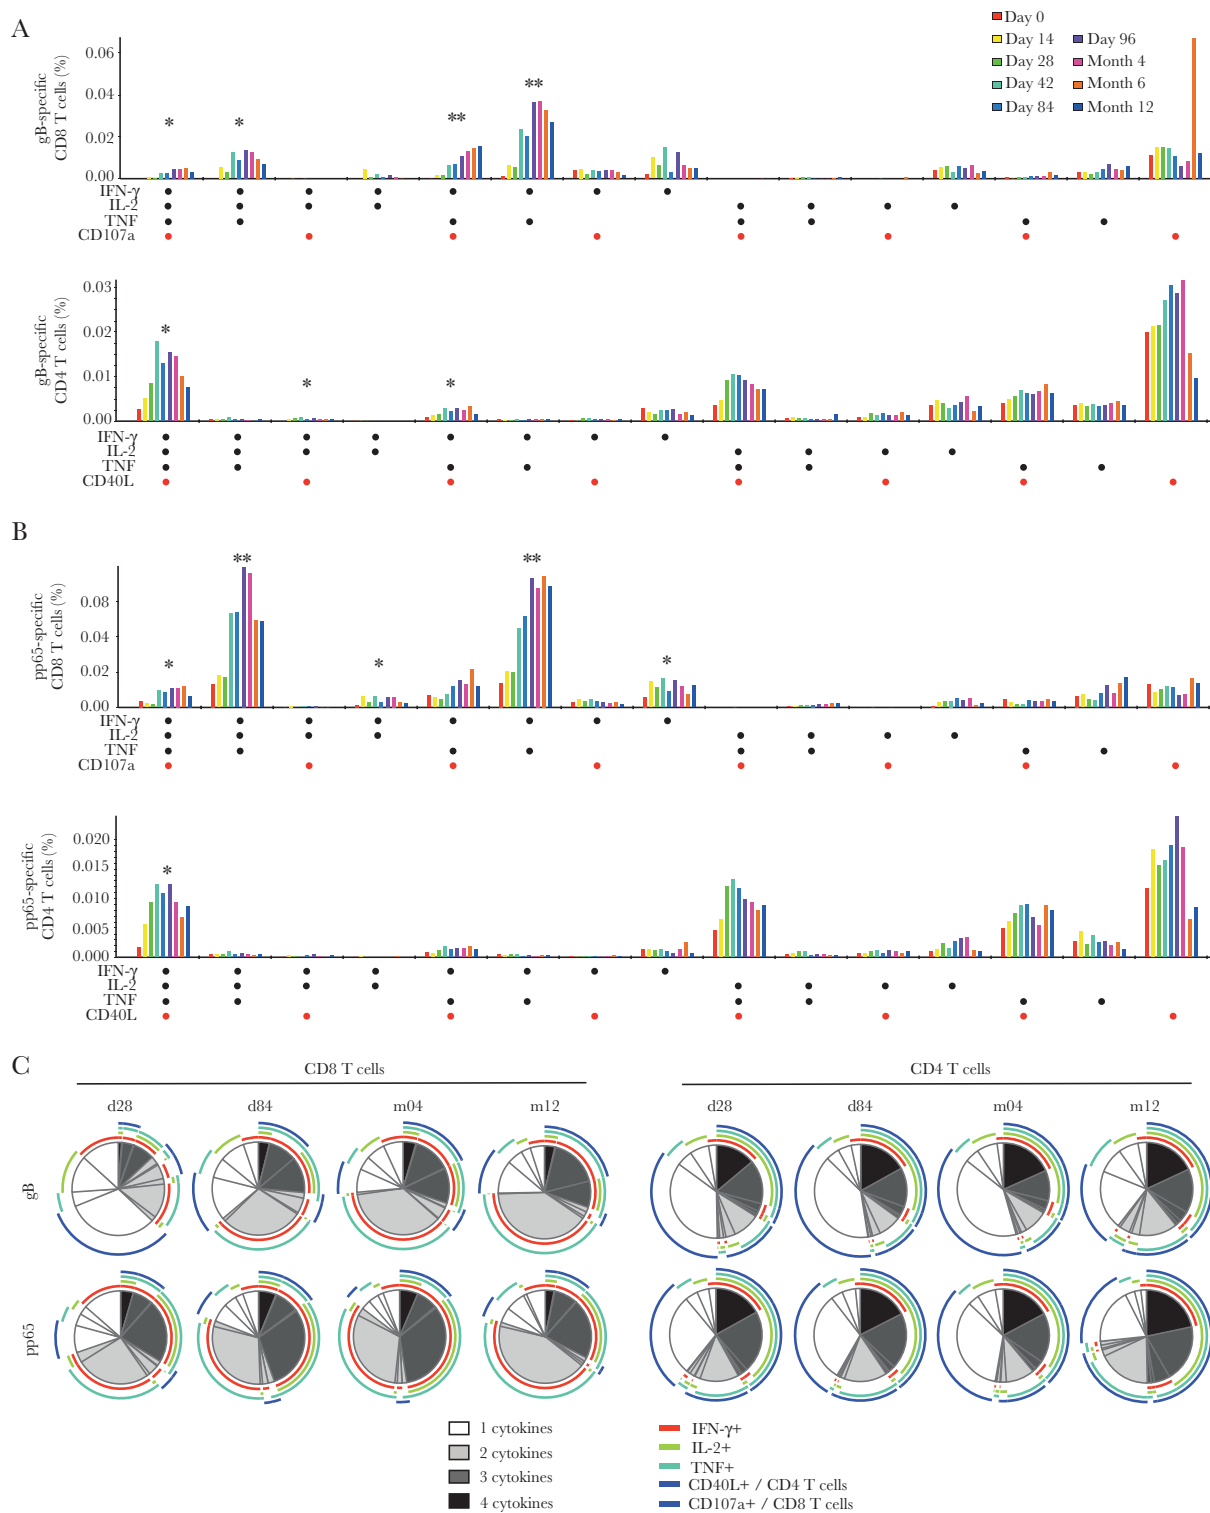 A
Day 0
Day 14
Day 96
Day 28
Month 4
Day 42
Month 6
Day 84
Month 12
gB-specific
CD8 T cells (%)
0.06
0.04
0.02
0.00
*
*
**
**
IFN-γ
IL-2
TNF
CD107a
gB-specific
CD4 T cells (%)
0.03
0.02
0.01
0.00
*
*
*
IFN-γ
IL-2
TNF
CD40L
B
pp65-specific
CD8 T cells (%)
0.08
0.04
0.02
0.00
*
**
*
**
*
IFN-γ
IL-2
TNF
CD107a
pp65-specific
CD4 T cells (%)
0.020
0.015
0.010
0.005
0.000
*
IFN-γ
IL-2
TNF
CD40L
C
CD8 T cells
CD4 T cells
d28 d84 m04 m12
d28 d84 m04 m12
gB
pp65
1 cytokines
2 cytokines
3 cytokines
4 cytokines
IFN-γ+
IL-2+
TNF+
CD40L+ / CD4 T cells
CD107a+ / CD8 T cells